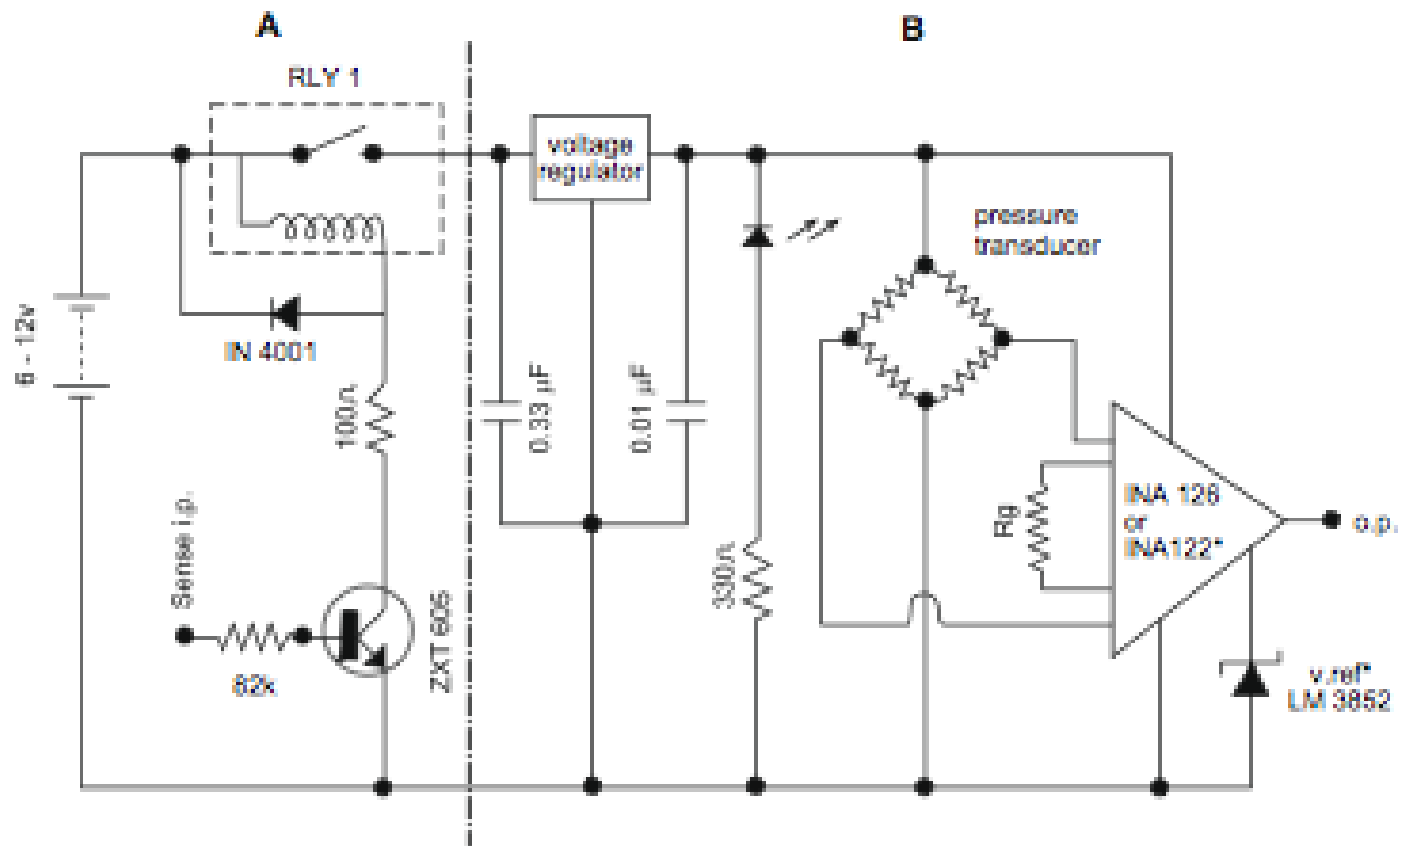 A
B
RLY 1
voltage
regulator
pressure
transducer
6 - 12v
IN 4001
100Ω
0.33 µF
0.01 µF
Sense i.p.
82k
ZXT 605
330Ω
Rg
INA 126
or
INA122*
o.p.
v.ref*
LM 3852